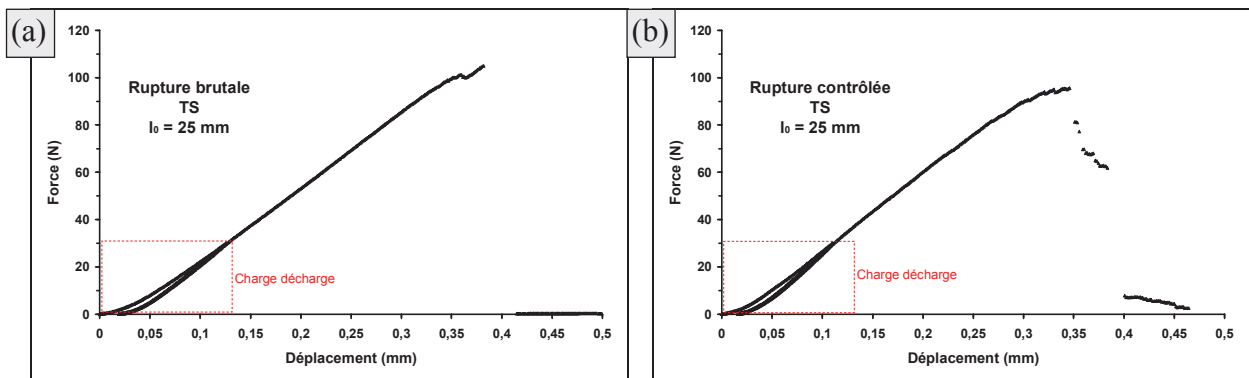 (a)
120
100
80
60
40
20
0
Force (N)
Rupture brutale
TS
l₀ = 25 mm
Charge décharge
0 0,05 0,1 0,15 0,2 0,25 0,3 0,35 0,4 0,45 0,5
Déplacement (mm)
(b)
120
100
80
60
40
20
0
Force (N)
Rupture contrôlée
TS
l₀ = 25 mm
Charge décharge
0 0,05 0,1 0,15 0,2 0,25 0,3 0,35 0,4 0,45 0,5
Déplacement (mm)